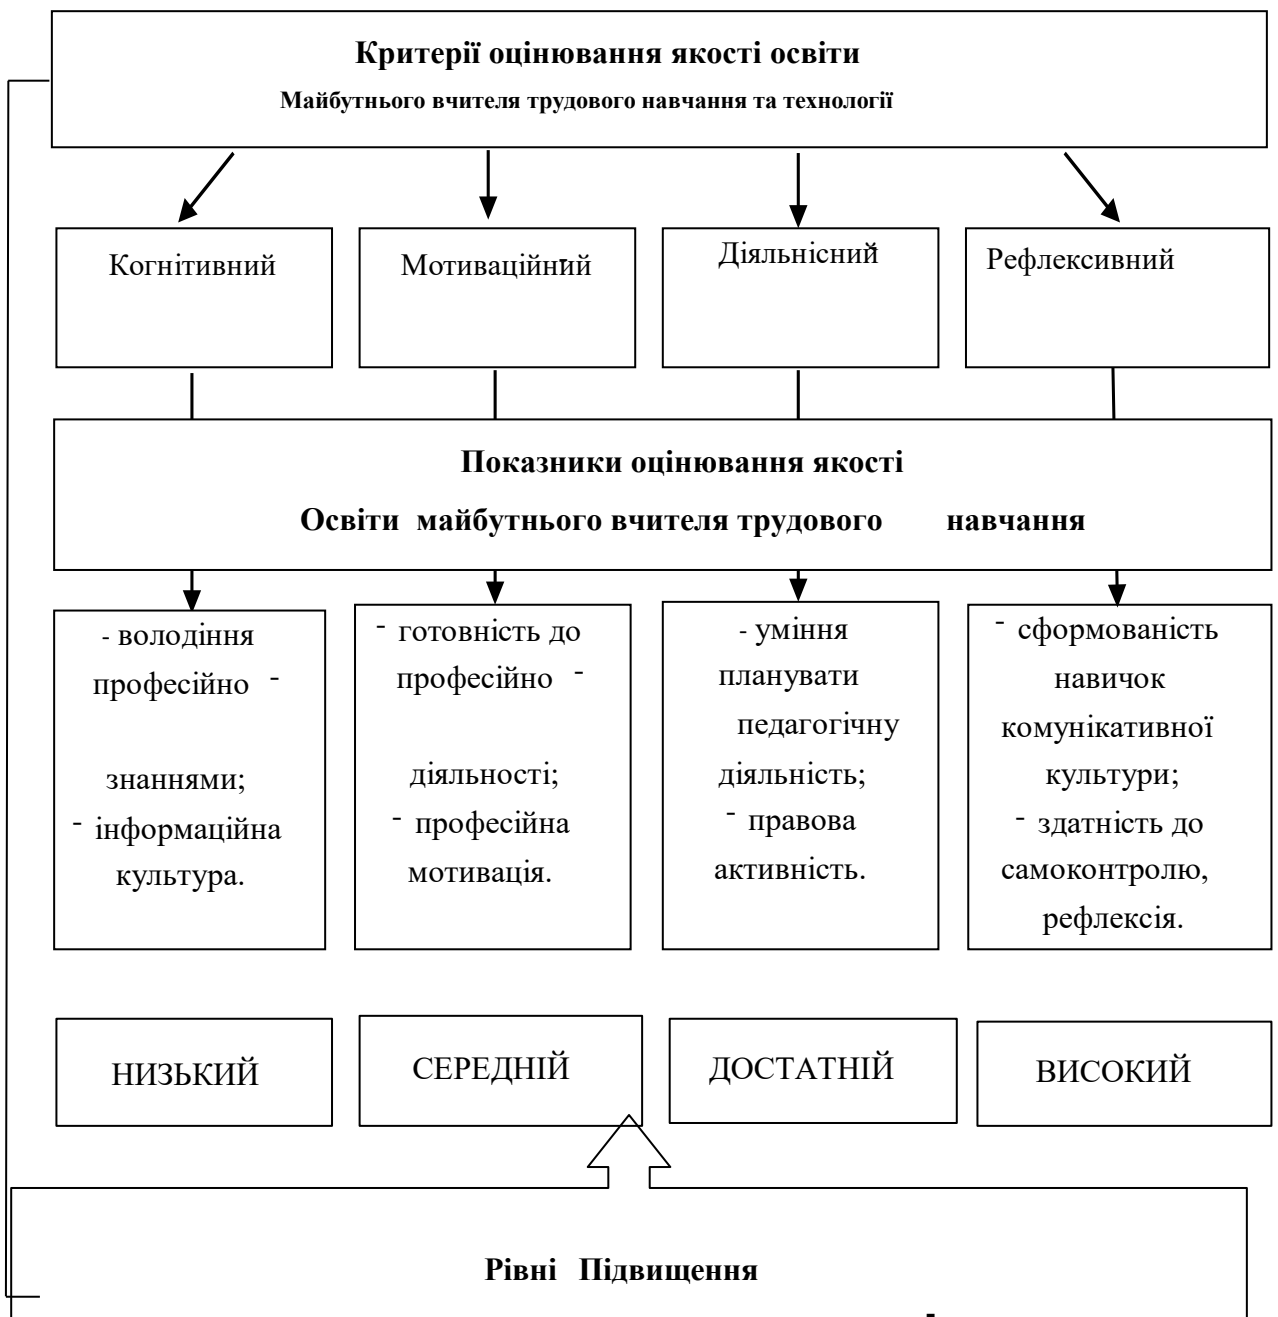 Критерії оцінювання якості освіти
Майбутнього вчителя трудового навчання та технології
Когнітивний
Мотиваційний
Діяльнісний
Рефлексивний
Показники оцінювання якості
Освіти майбутнього вчителя трудового навчання
- володіння
професійно -
знаннями;
- інформаційна
культура.
- готовність до
професійно -
діяльності;
- професійна
мотивація.
- уміння
планувати
педагогічну
діяльність;
- правова
активність.
- сформованість
навичок
комунікативної
культури;
- здатність до
самоконтролю,
рефлексія.
НИЗЬКИЙ
СЕРЕДНІЙ
ДОСТАТНІЙ
ВИСОКИЙ
Рівні Підвищення